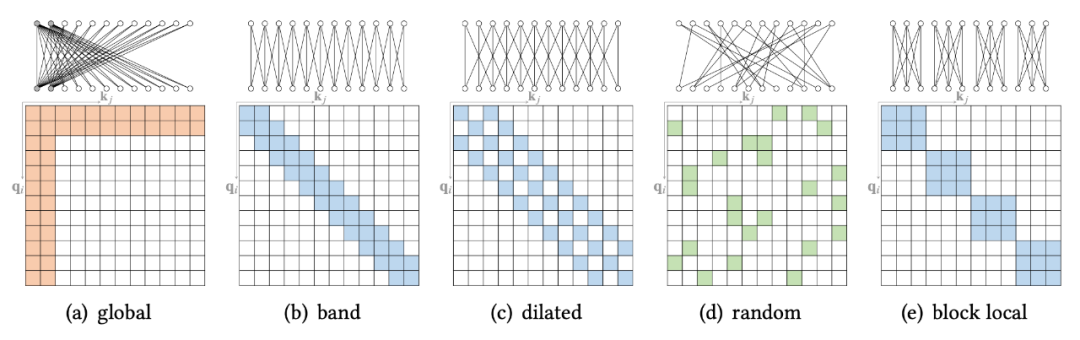 k_j k_j k_j k_j k_j
q_i q_i q_i q_i q_i
(a) global (b) band (c) dilated (d) random (e) block local